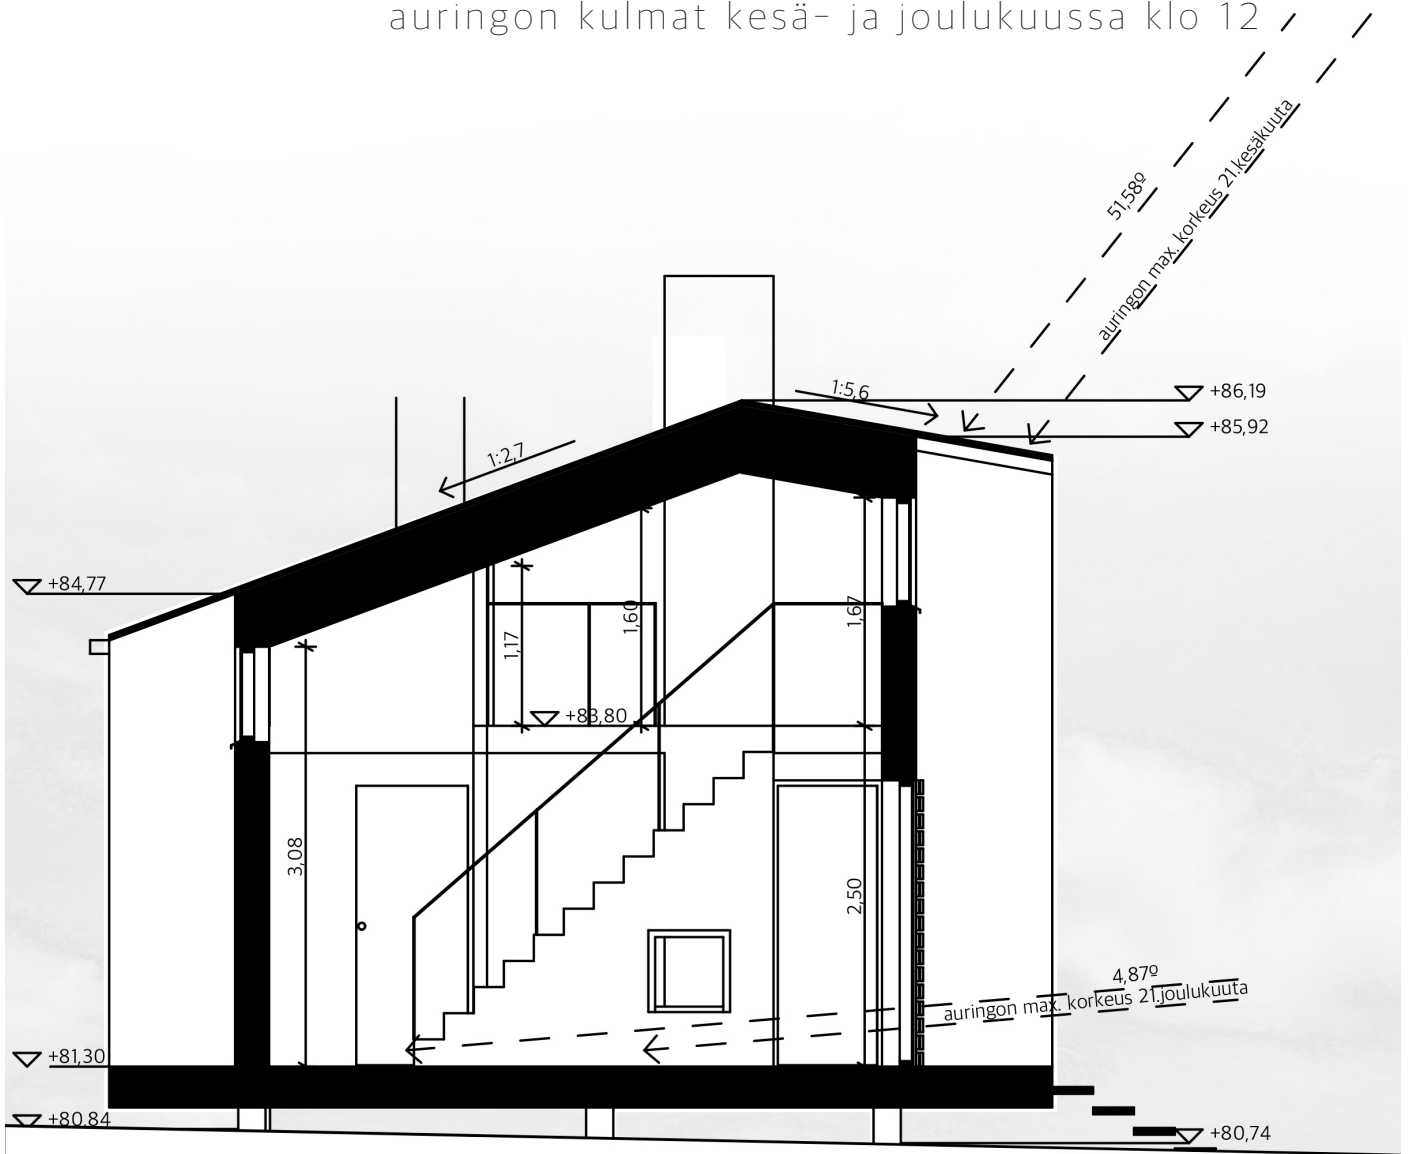 auringon kulmat kesä- ja joulukuussa klo 12
51,58º
auringon max. korkeus 21.kesäkuuta
1:5,6
+86,19
+85,92
1:2,7
+84,77
1,60
1,67
1,17
+83,80
3,08
2,50
4,87º
auringon max. korkeus 21.joulukuuta
+81,30
+80,84
+80,74